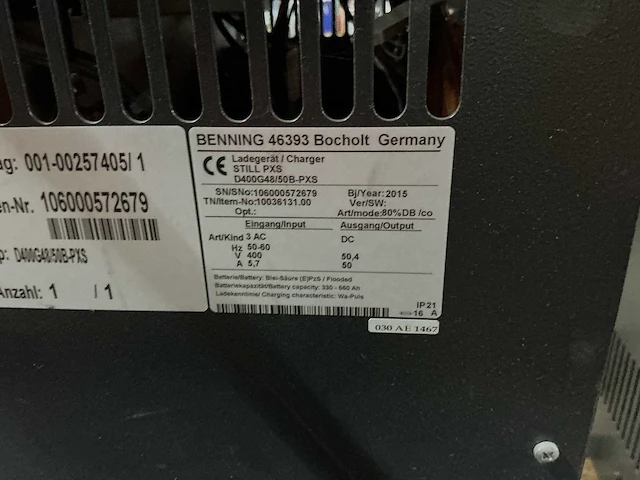 ag: 001-00257405/ 1
en-Nr. 106000572679
p: D400G48/50B-PXS
Anzahl: 1 / 1
BENNING 46393 Bocholt Germany
CE Ladegerät / Charger
STILL PXS
D400G48/50B-PXS
SN/SNo:106000572679 Bj/Year: 2015
TN/Item-No:10036131.00 Ver/SW:
Opt.: Art/mode:80%DB /co
Eingang/Input Ausgang/Output
Art/Kind 3 AC DC
Hz 50-60
V 400 50,4
A 5,7 50
Batterie/Battery: Blei-Säure (E)PzS / Flooded
Batteriekapazität/Battery capacity: 330 - 660 Ah
Ladekennlinie/ Charging characteristic: Wa-Puls
IP21
16 A
030 AE 1467